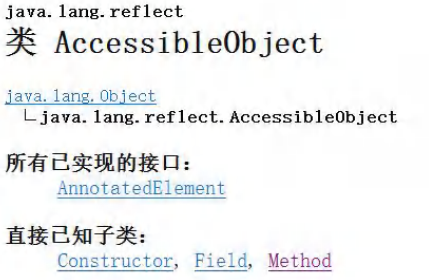 java.lang.reflect
类 AccessibleObject
java.lang.Object
└java.lang.reflect.AccessibleObject
所有已实现的接口：
AnnotatedElement
直接已知子类：
Constructor, Field, Method